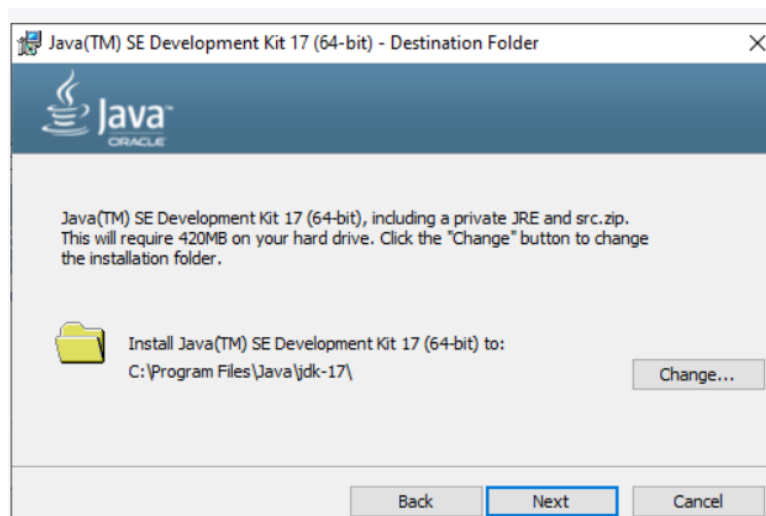 Java(TM) SE Development Kit 17 (64-bit) - Destination Folder
Java™
ORACLE
Java(TM) SE Development Kit 17 (64-bit), including a private JRE and src.zip.
This will require 420MB on your hard drive. Click the "Change" button to change
the installation folder.
Install Java(TM) SE Development Kit 17 (64-bit) to:
C:\Program Files\Java\jdk-17\
Change...
Back
Next
Cancel